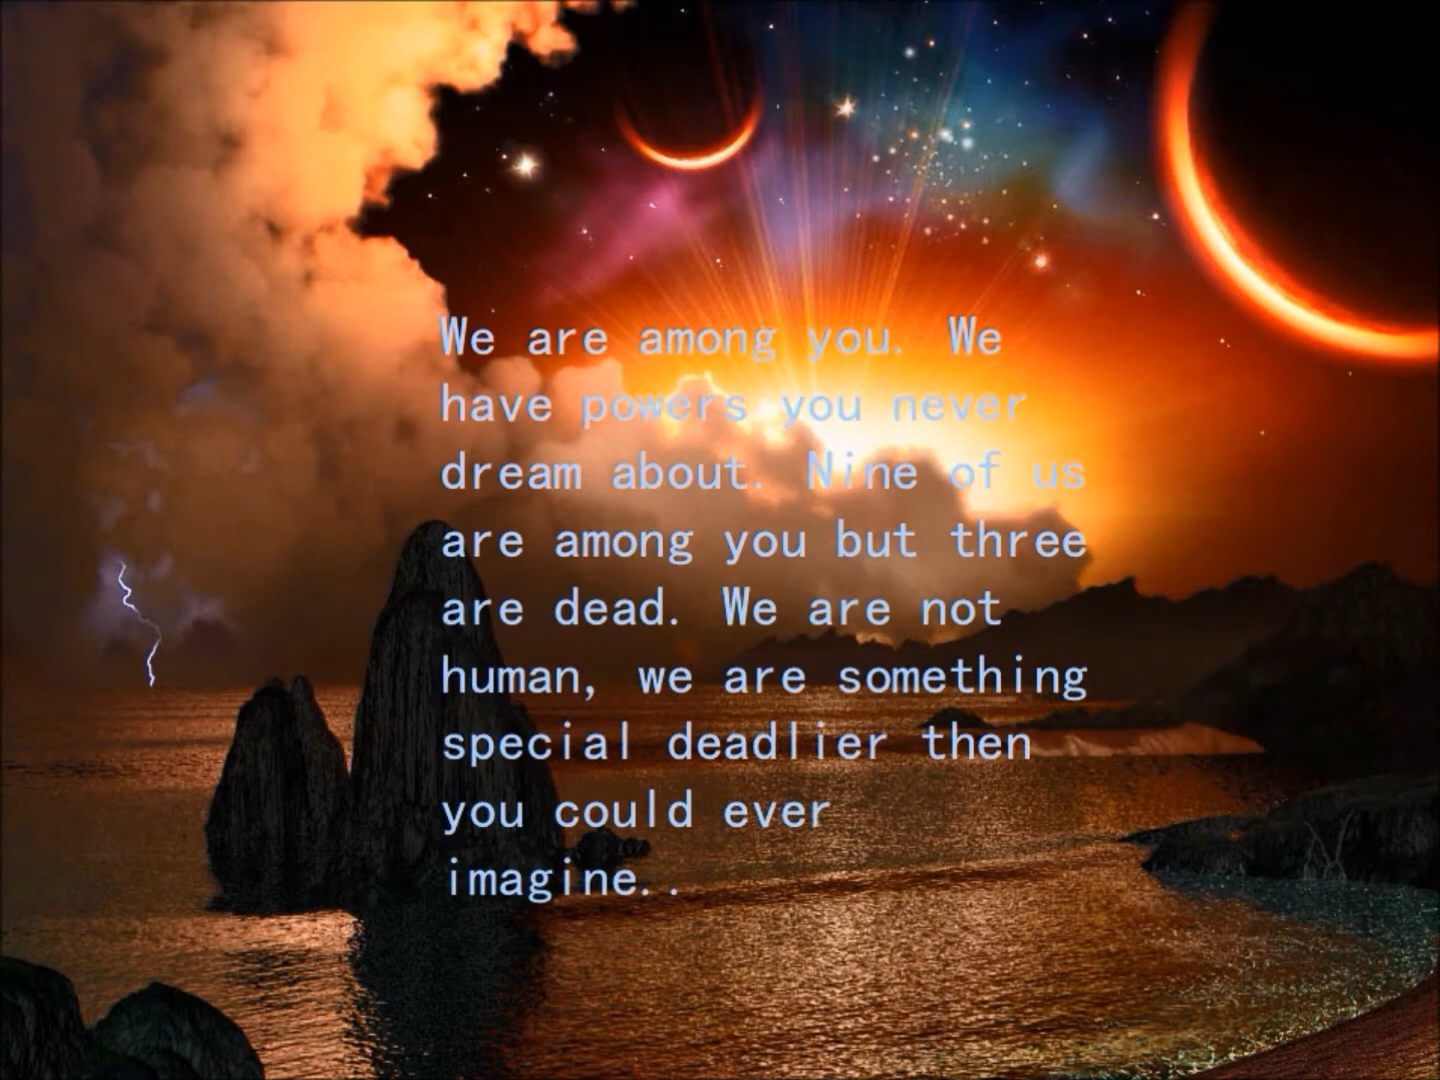 We are among you. We
have powers you never
dream about. Nine of us
are among you but three
are dead. We are not
human, we are something
special deadlier then
you could ever
imagine..